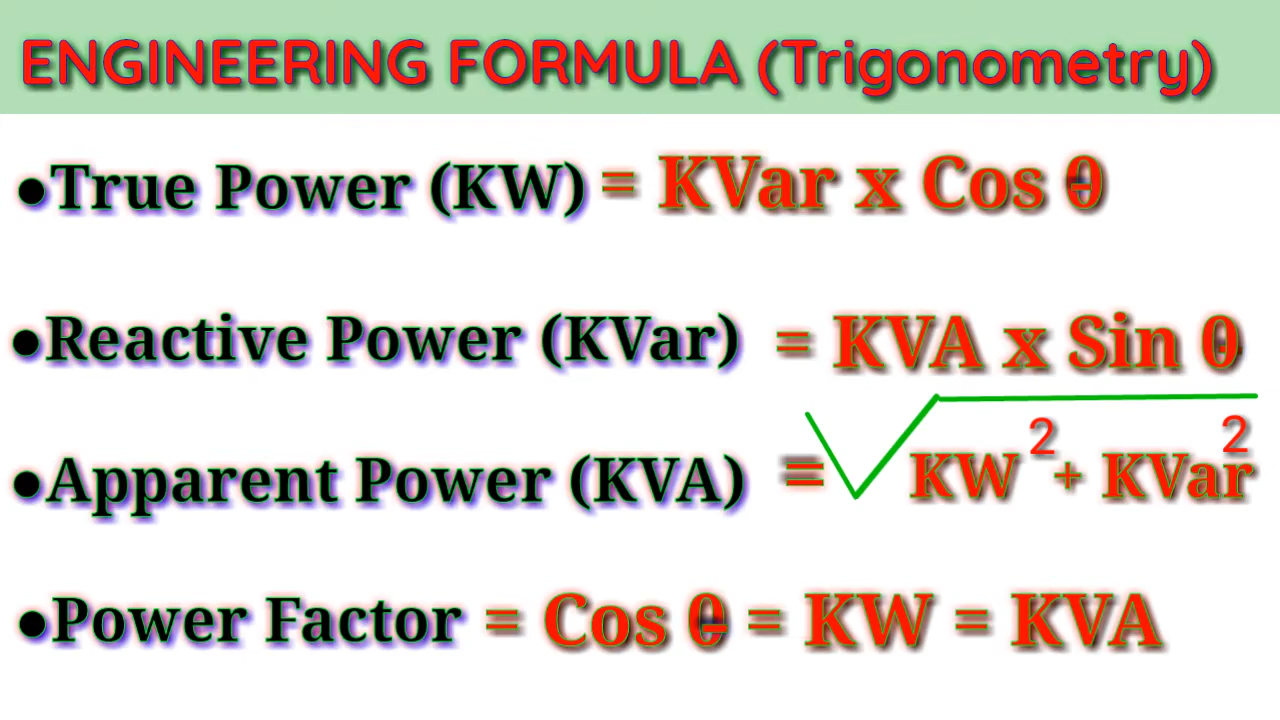 ENGINEERING FORMULA (Trigonometry)
●True Power (KW) = KVar x Cos θ
●Reactive Power (KVar) = KVA x Sin θ
●Apparent Power (KVA) = √ KW² + KVar²
●Power Factor = Cos θ = KW = KVA